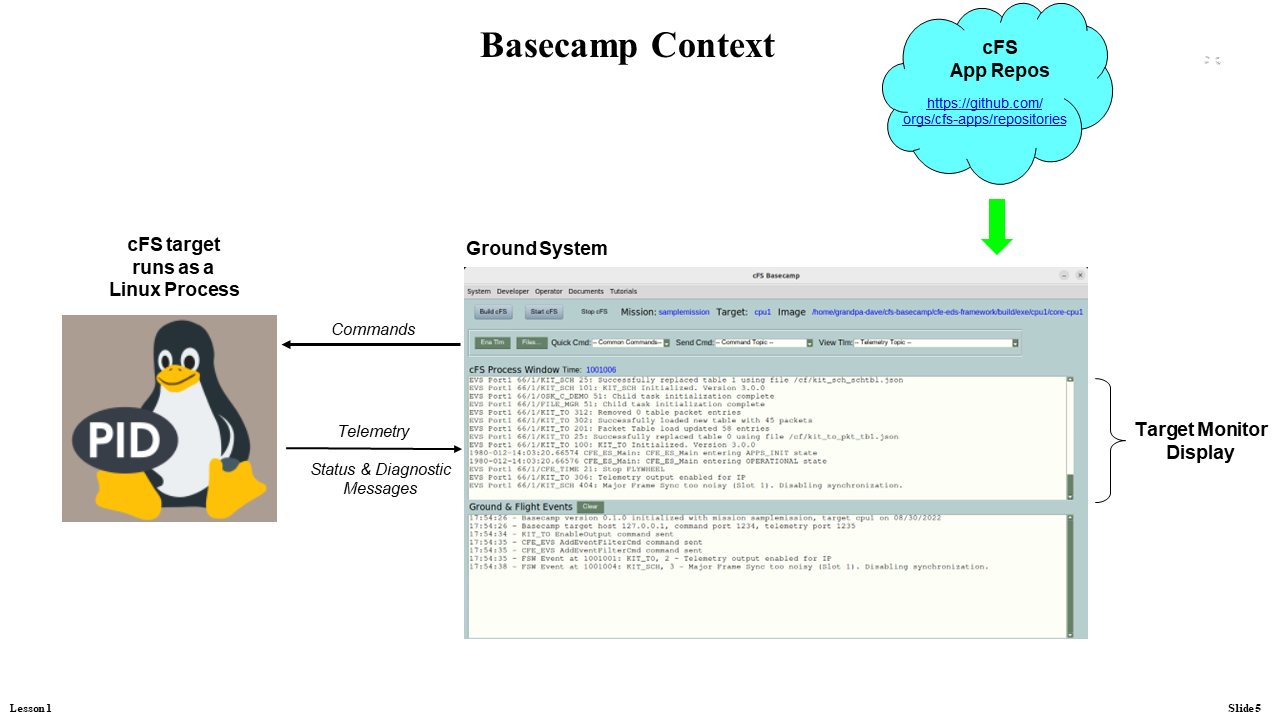 Basecamp Context
cFS
App Repos
https://github.com/
orgs/cfs-apps/repositories
cFS target
runs as a
Linux Process
PID
Commands
Telemetry
Status & Diagnostic
Messages
Ground System
cFS Basecamp
System Developer Operator Documents Tutorials
Build cFS Start cFS Stop cFS Mission: samplemission Target: cpu1 Image /home/grandpa-dave/cfs-basecamp/cfe-eds-framework/build/exe/cpu1/core-cpu1
Ena Tlm Files... Quick Cmd: -- Common Commands-- Send Cmd: -- Command Topic -- View Tlm: -- Telemetry Topic --
cFS Process Window Time: 1001006
EVS Port1 66/1/KIT_SCH 25: Successfully replaced table 1 using file /cf/kit_sch_schtbl.json
EVS Port1 66/1/KIT_SCH 101: KIT_SCH Initialized. Version 3.0.0
EVS Port1 66/1/OSK_C_DEMO 51: Child task initialization complete
EVS Port1 66/1/FILE_MGR 51: Child task initialization complete
EVS Port1 66/1/KIT_TO 312: Removed 0 table packet entries
EVS Port1 66/1/KIT_TO 302: Successfully loaded new table with 45 packets
EVS Port1 66/1/KIT_TO 201: Packet Table load updated 58 entries
EVS Port1 66/1/KIT_TO 25: Successfully replaced table 0 using file /cf/kit_to_pkt_tbl.json
EVS Port1 66/1/KIT_TO 100: KIT_TO Initialized. Version 3.0.0
1980-012-14:03:20.66574 CFE_ES_Main: CFE_ES_Main entering APPS_INIT state
1980-012-14:03:20.66576 CFE_ES_Main: CFE_ES_Main entering OPERATIONAL state
EVS Port1 66/1/CFE_TIME 21: Stop FLYWHEEL
EVS Port1 66/1/KIT_TO 306: Telemetry output enabled for IP
EVS Port1 66/1/KIT_SCH 404: Major Frame Sync too noisy (Slot 1). Disabling synchronization.
Ground & Flight Events Clear
17:54:26 - Basecamp version 0.1.0 initialized with mission samplemission, target cpu1 on 08/30/2022
17:54:26 - Basecamp target host 127.0.0.1, command port 1234, telemetry port 1235
17:54:34 - KIT_TO EnableOutput command sent
17:54:35 - CFE_EVS AddEventFilterCmd command sent
17:54:35 - CFE_EVS AddEventFilterCmd command sent
17:54:35 - FSW Event at 1001001: KIT_TO, 2 - Telemetry output enabled for IP
17:54:38 - FSW Event at 1001004: KIT_SCH, 3 - Major Frame Sync too noisy (Slot 1). Disabling synchronization.
Target Monitor
Display
Lesson 1
Slide 5